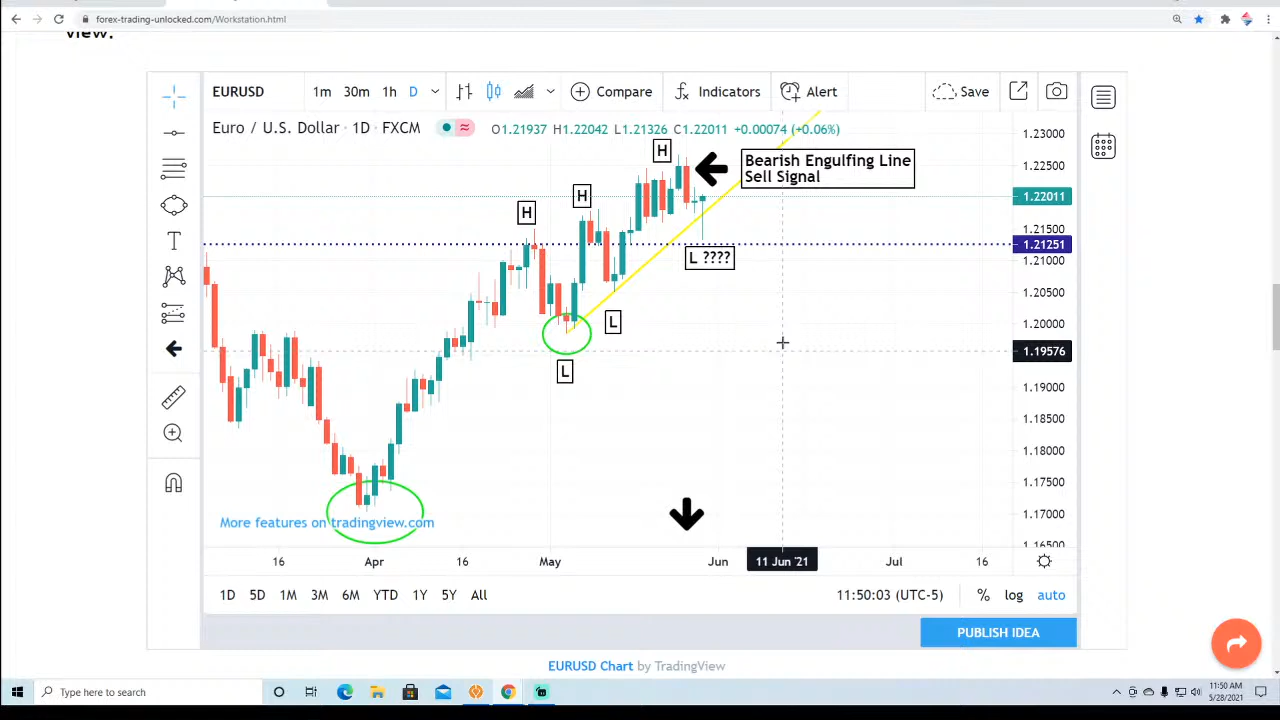 forex-trading-unlocked.com/Workstation.html
view.
EURUSD 1m 30m 1h D Compare Indicators Alert Save
Euro / U.S. Dollar · 1D · FXCM O1.21937 H1.22042 L1.21326 C1.22011 +0.00074 (+0.06%)
1.23000
H
Bearish Engulfing Line
Sell Signal
1.22500
H
1.22011
H
1.21500
1.21251
L ????
1.21000
1.20500
L
1.20000
1.19576
L
1.19000
1.18500
1.18000
1.17500
1.17000
More features on tradingview.com
1.16500
16 Apr 16 May Jun 11 Jun '21 Jul 16
1D 5D 1M 3M 6M YTD 1Y 5Y All 11:50:03 (UTC-5) % log auto
PUBLISH IDEA
EURUSD Chart by TradingView
Type here to search
11:50 AM
5/28/2021